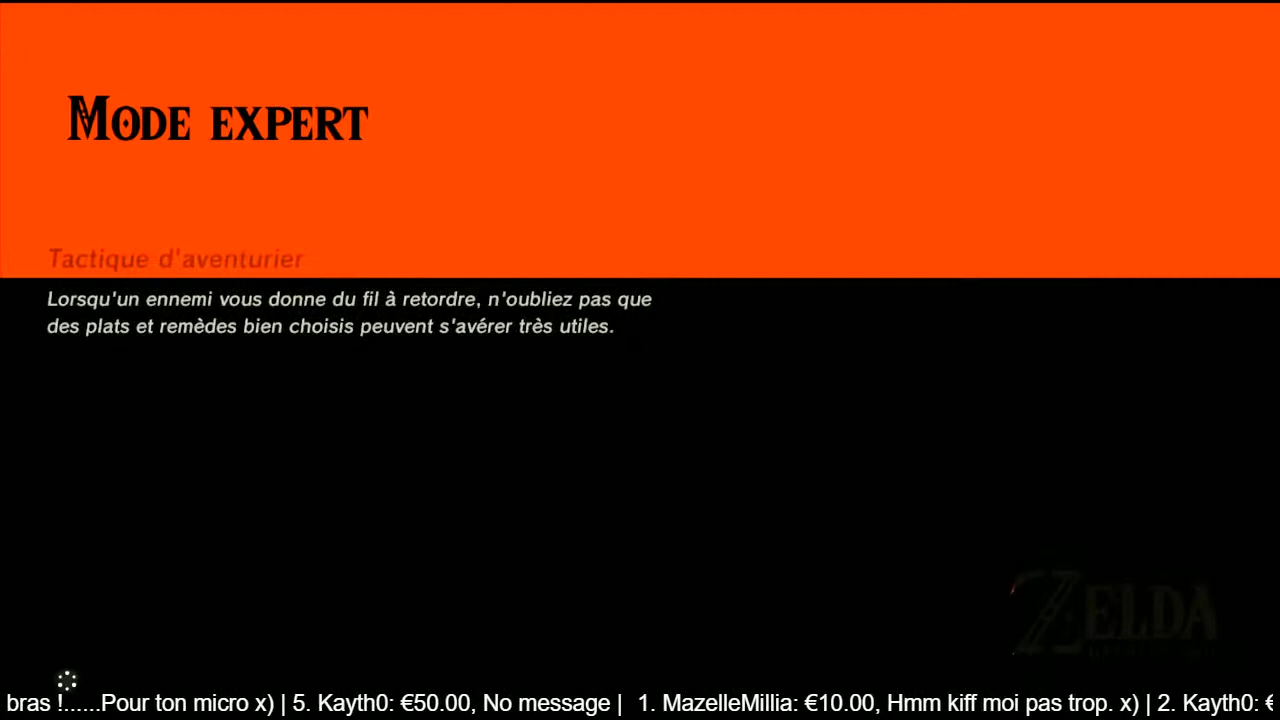 Mode expert
Tactique d'aventurier
Lorsqu'un ennemi vous donne du fil à retordre, n'oubliez pas que
des plats et remèdes bien choisis peuvent s'avérer très utiles.
ZELDA
bras !......Pour ton micro x) | 5. Kayth0: €50.00, No message | 1. MazelleMillia: €10.00, Hmm kiff moi pas trop. x) | 2. Kayth0: €